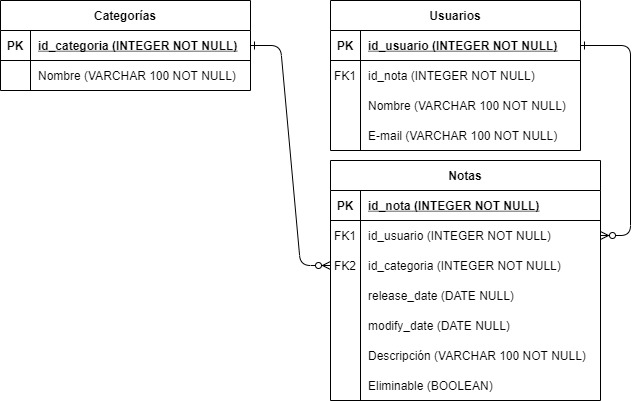 Categorías
PK id_categoria (INTEGER NOT NULL)
Nombre (VARCHAR 100 NOT NULL)
Usuarios
PK id_usuario (INTEGER NOT NULL)
FK1 id_nota (INTEGER NOT NULL)
Nombre (VARCHAR 100 NOT NULL)
E-mail (VARCHAR 100 NOT NULL)
Notas
PK id_nota (INTEGER NOT NULL)
FK1 id_usuario (INTEGER NOT NULL)
FK2 id_categoria (INTEGER NOT NULL)
release_date (DATE NULL)
modify_date (DATE NULL)
Descripción (VARCHAR 100 NOT NULL)
Eliminable (BOOLEAN)